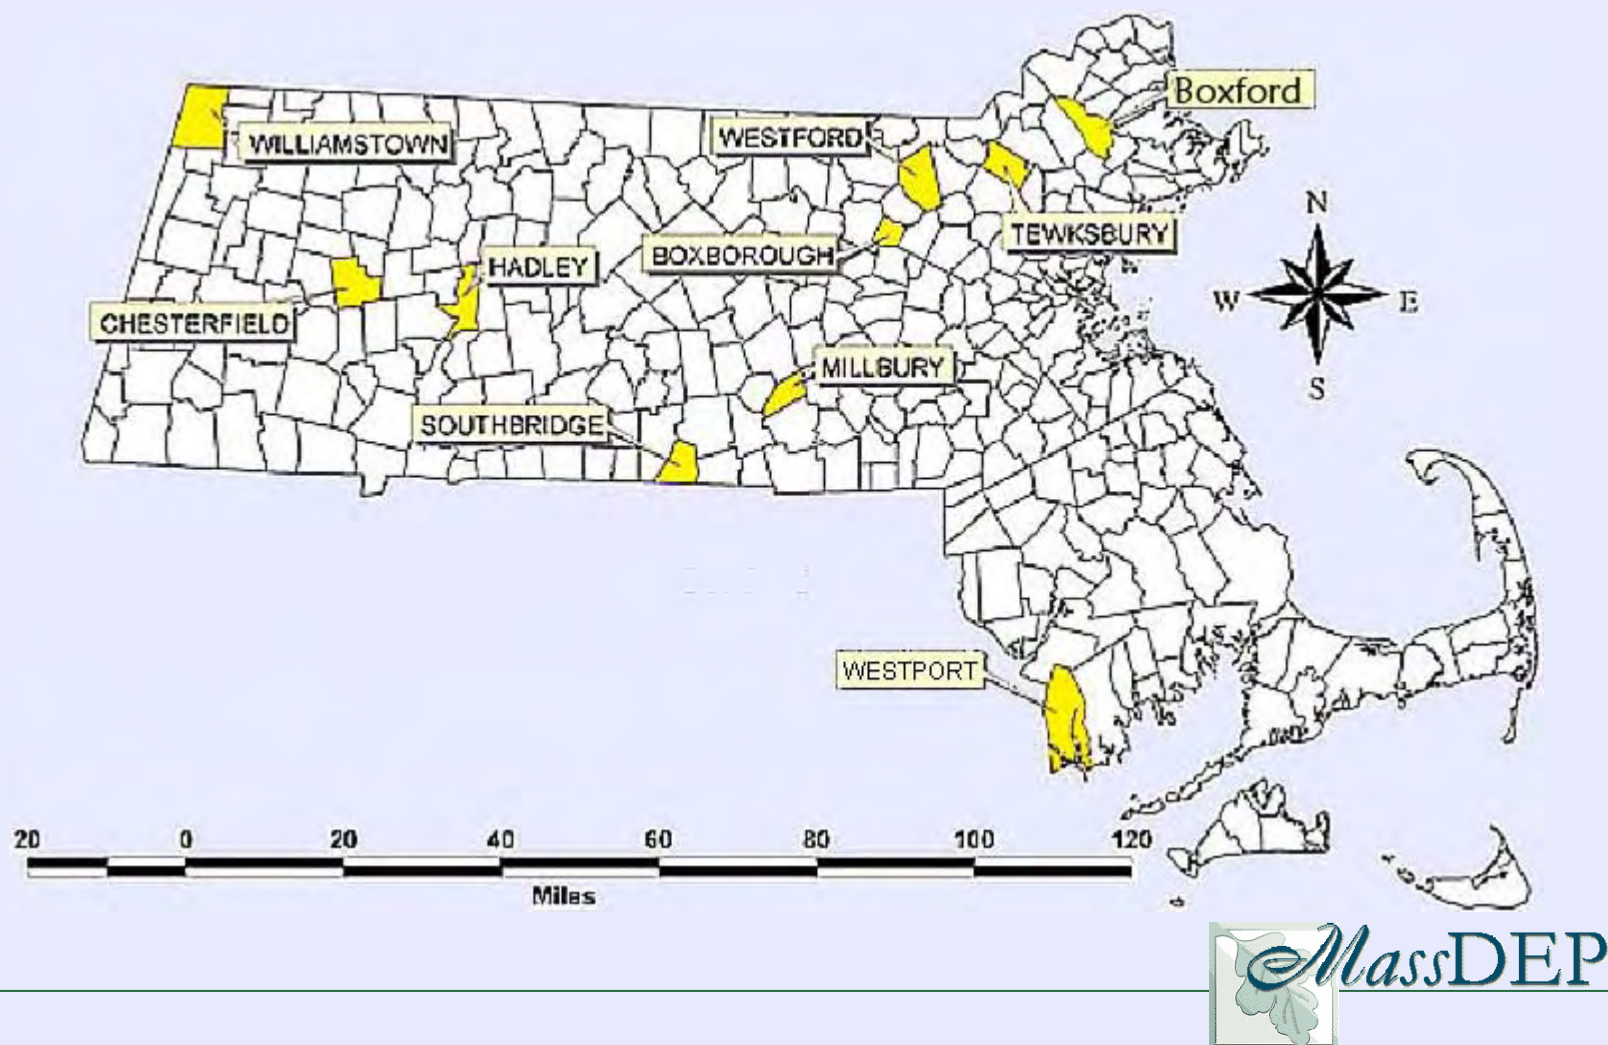 Boxford
WILLIAMSTOWN
WESTFORD
TEWKSBURY
BOXBOROUGH
HADLEY
CHESTERFIELD
MILLBURY
SOUTHBRIDGE
WESTPORT
N
W E
S
20 0 20 40 60 80 100 120
Miles
MassDEP